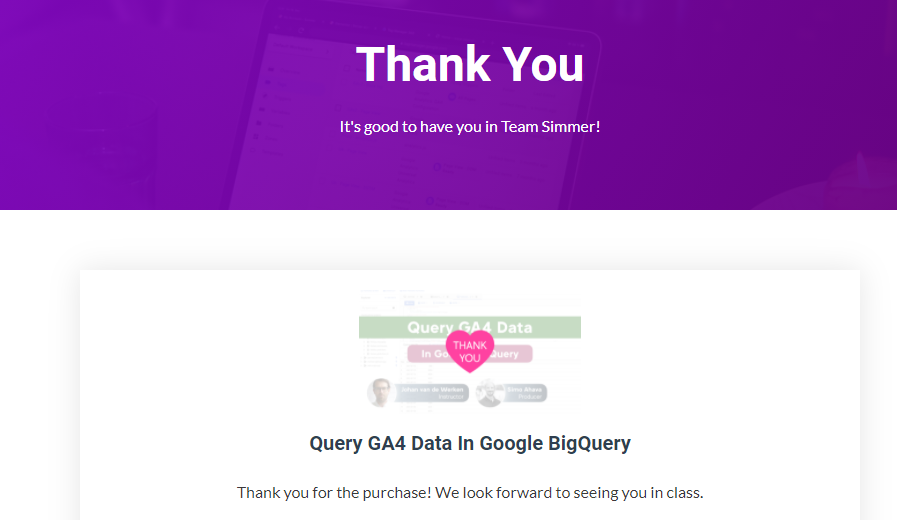 Thank You
It's good to have you in Team Simmer!
Query GA4 Data
In Go
Query
THANK
YOU
Johan van de Werken
Instructor
Simo Ahava
Producer
Query GA4 Data In Google BigQuery
Thank you for the purchase! We look forward to seeing you in class.